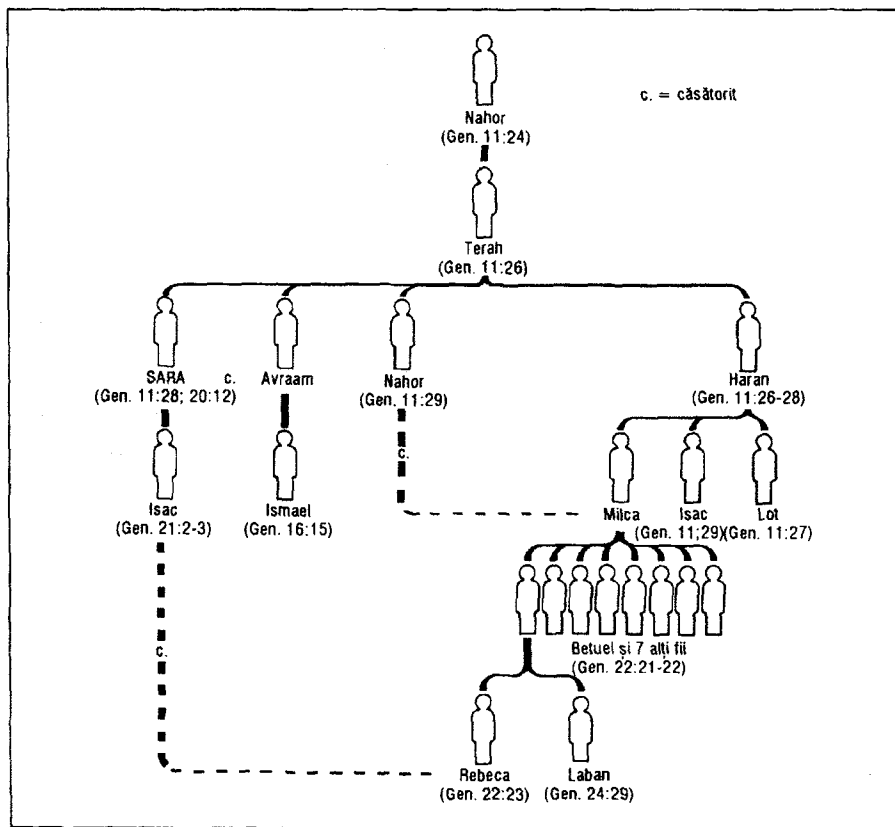 Nahor
(Gen. 11:24)
c. = căsătorit
Terah
(Gen. 11:26)
SARA c. Avraam
(Gen. 11:28; 20:12)
Nahor
(Gen. 11:29)
Haran
(Gen. 11:26-28)
c.
Isac
(Gen. 21:2-3)
Ismael
(Gen. 16:15)
Milca
Isac
(Gen. 11;29)
Lot
(Gen. 11:27)
Betuel și 7 alți fii
(Gen. 22:21-22)
c.
Rebeca
(Gen. 22:23)
Laban
(Gen. 24:29)